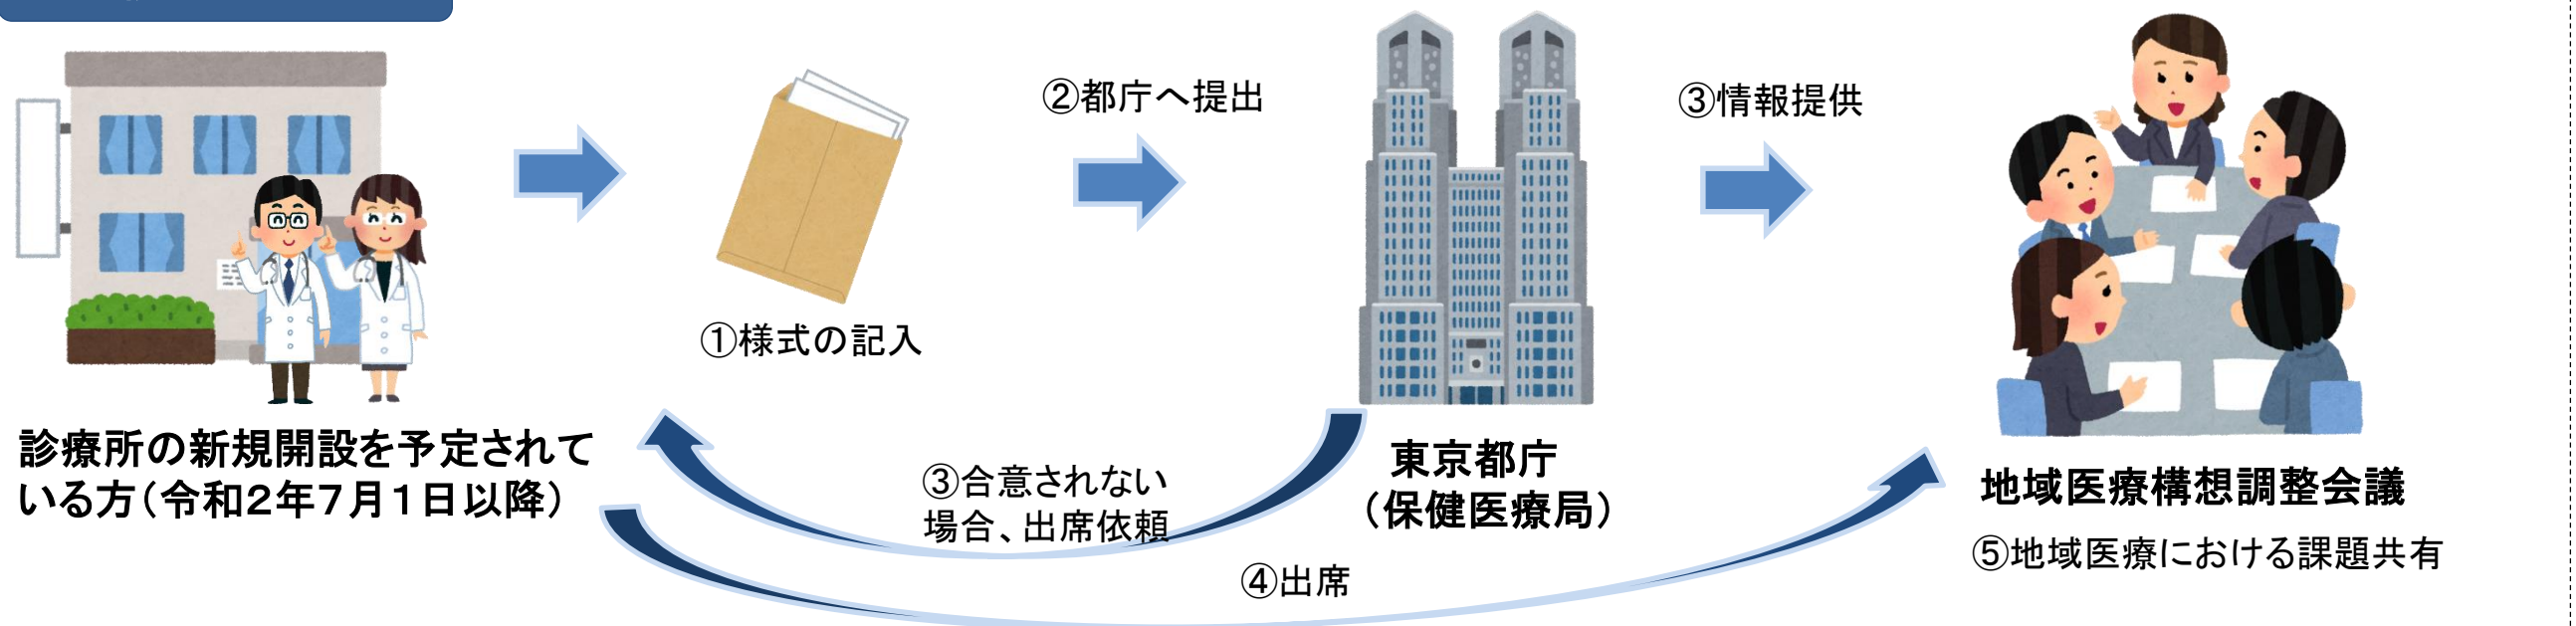 ①様式の記入
②都庁へ提出
③情報提供
診療所の新規開設を予定されて
いる方(令和2年7月1日以降)
③合意されない
場合、出席依頼
東京都庁
(保健医療局)
④出席
地域医療構想調整会議
⑤地域医療における課題共有